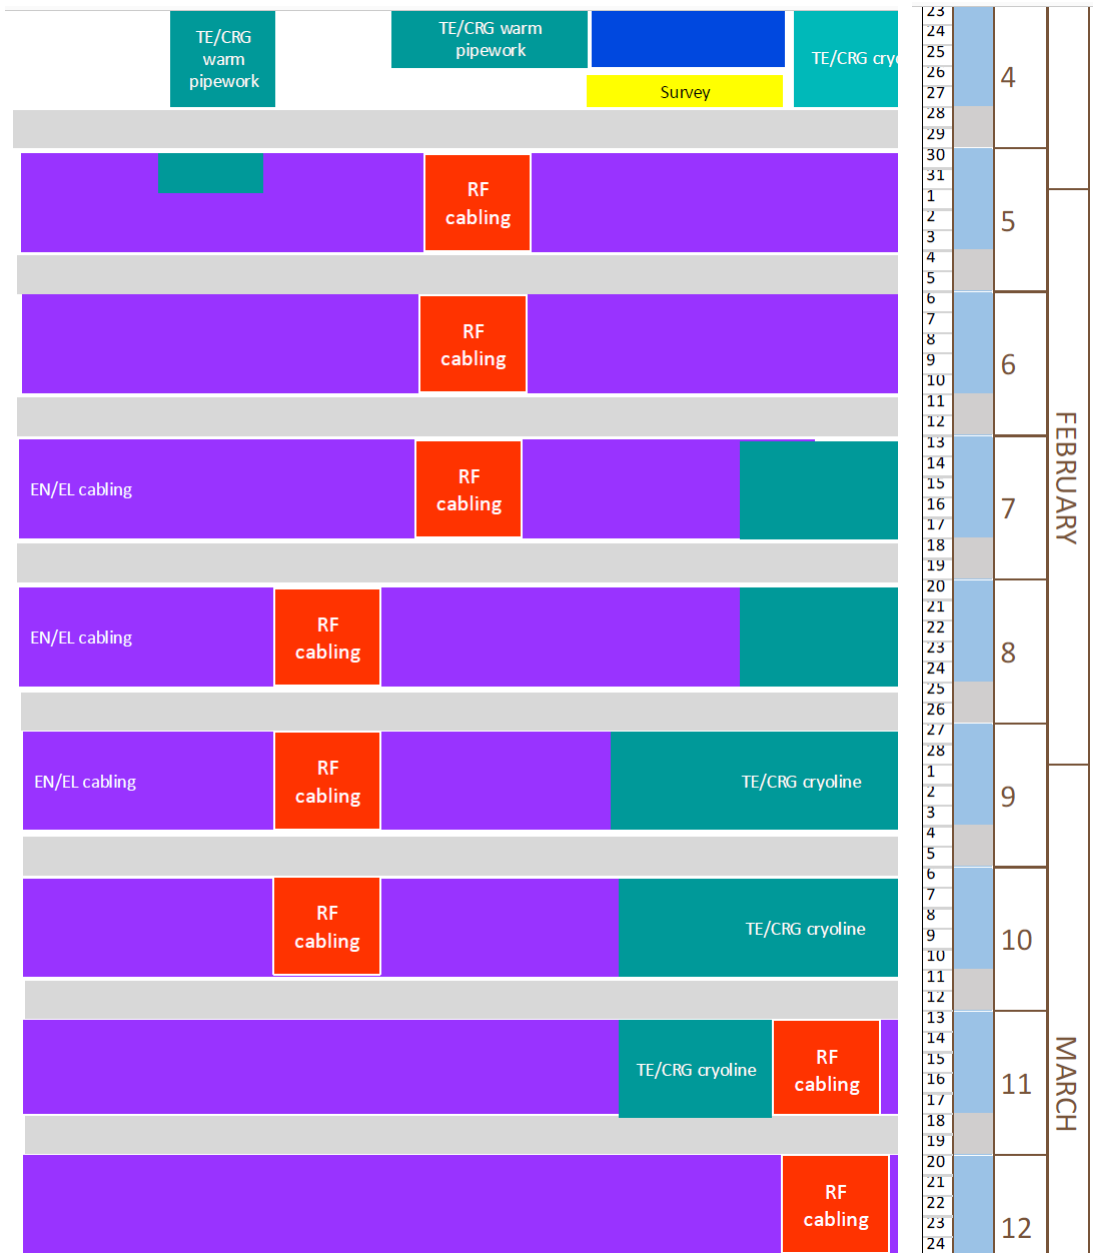 TE/CRG
warm
pipework
TE/CRG warm
pipework
Survey
TE/CRG cryo
RF
cabling
RF
cabling
EN/EL cabling
RF
cabling
EN/EL cabling
RF
cabling
EN/EL cabling
RF
cabling
TE/CRG cryoline
RF
cabling
TE/CRG cryoline
TE/CRG cryoline
RF
cabling
RF
cabling
23
24
25
26
27
28
29
30
31
1
2
3
4
5
6
7
8
9
10
11
12
13
14
15
16
17
18
19
20
21
22
23
24
25
26
27
28
1
2
3
4
5
6
7
8
9
10
11
12
13
14
15
16
17
18
19
20
21
22
23
24
4
5
6
7
8
9
10
11
12
FEBRUARY
MARCH